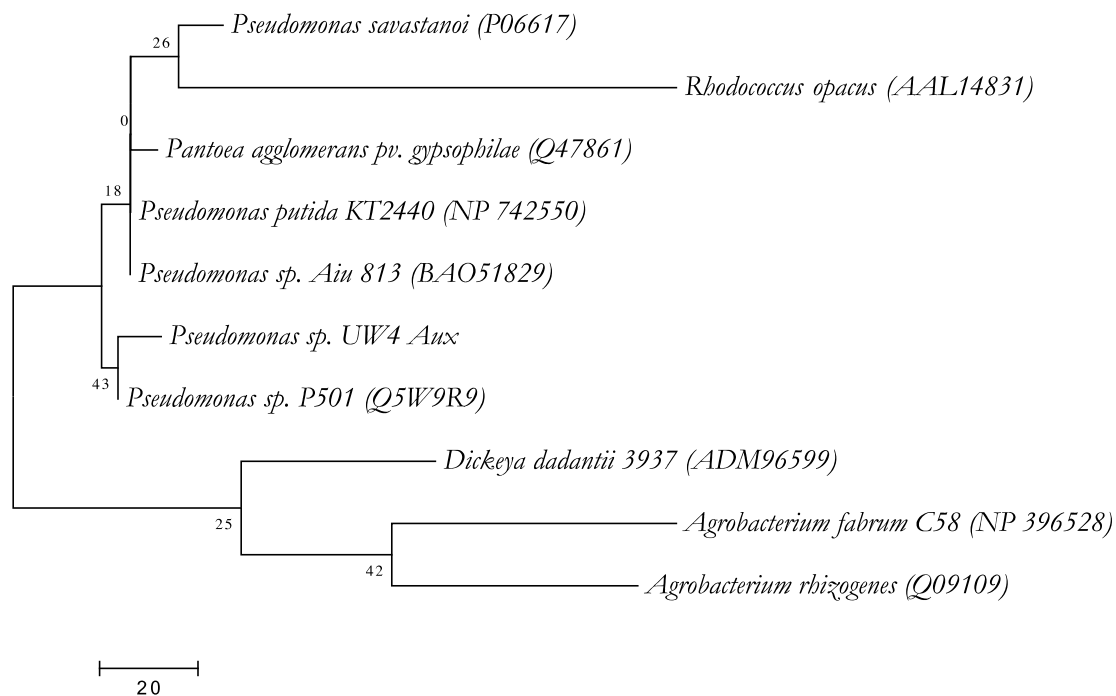 Pseudomonas savastanoi (P06617)
26
Rhodococcus opacus (AAL14831)
0
Pantoea agglomerans pv. gypsophilae (Q47861)
18
Pseudomonas putida KT2440 (NP 742550)
Pseudomonas sp. Aiu 813 (BAO51829)
Pseudomonas sp. UW4 Aux
43
Pseudomonas sp. P501 (Q5W9R9)
Dickeya dadantii 3937 (ADM96599)
25
Agrobacterium fabrum C58 (NP 396528)
42
Agrobacterium rhizogenes (Q09109)
20